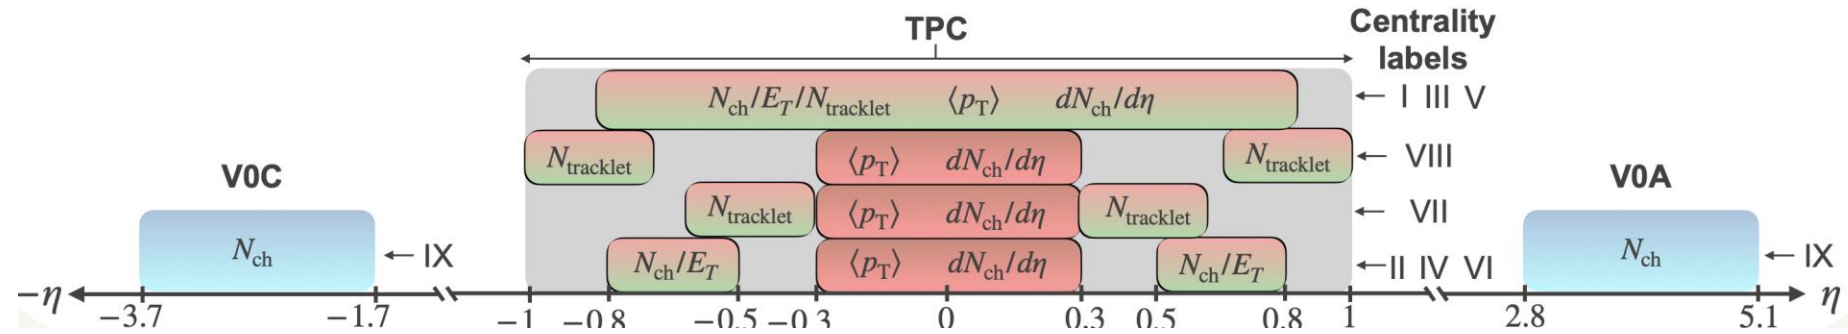 TPC
Centrality
labels
N_ch/E_T/N_tracklet ⟨p_T⟩ dN_ch/dη ← I III V
N_tracklet ⟨p_T⟩ dN_ch/dη N_tracklet ← VIII
V0C
V0A
N_tracklet ⟨p_T⟩ dN_ch/dη N_tracklet ← VII
N_ch ← IX
N_ch/E_T ⟨p_T⟩ dN_ch/dη N_ch/E_T ← II IV VI
N_ch ← IX
−η −3.7 −1.7 −1 −0.8 −0.5 −0.3 0 0.3 0.5 0.8 1 2.8 5.1 η